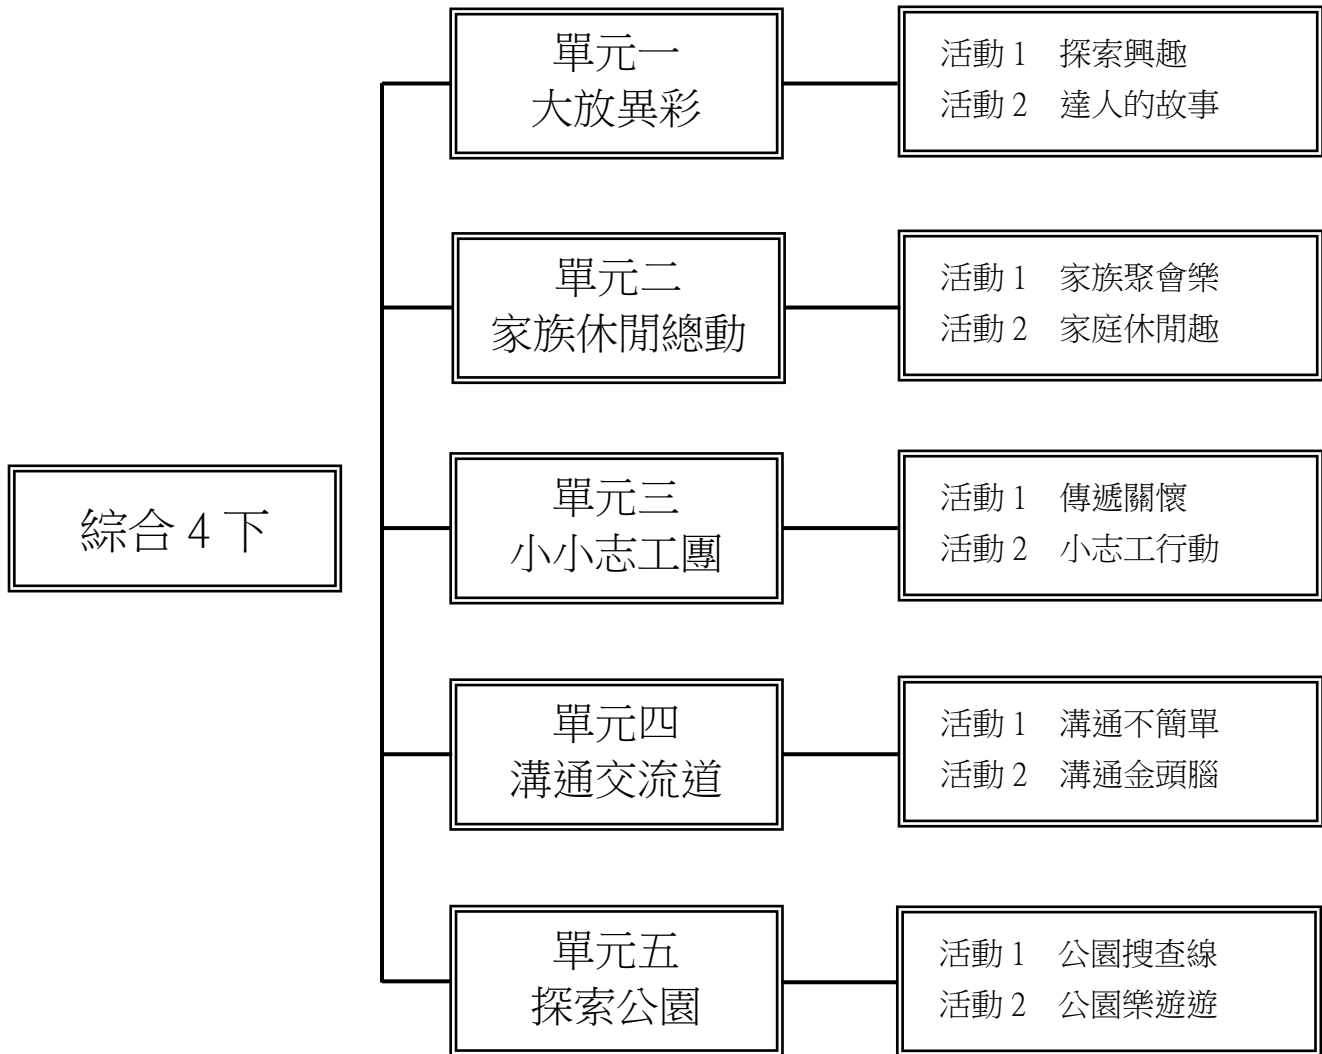 綜合 4 下
單元一
大放異彩
活動 1　探索興趣
活動 2　達人的故事
單元二
家族休閒總動
活動 1　家族聚會樂
活動 2　家庭休閒趣
單元三
小小志工團
活動 1　傳遞關懷
活動 2　小志工行動
單元四
溝通交流道
活動 1　溝通不簡單
活動 2　溝通金頭腦
單元五
探索公園
活動 1　公園搜查線
活動 2　公園樂遊遊